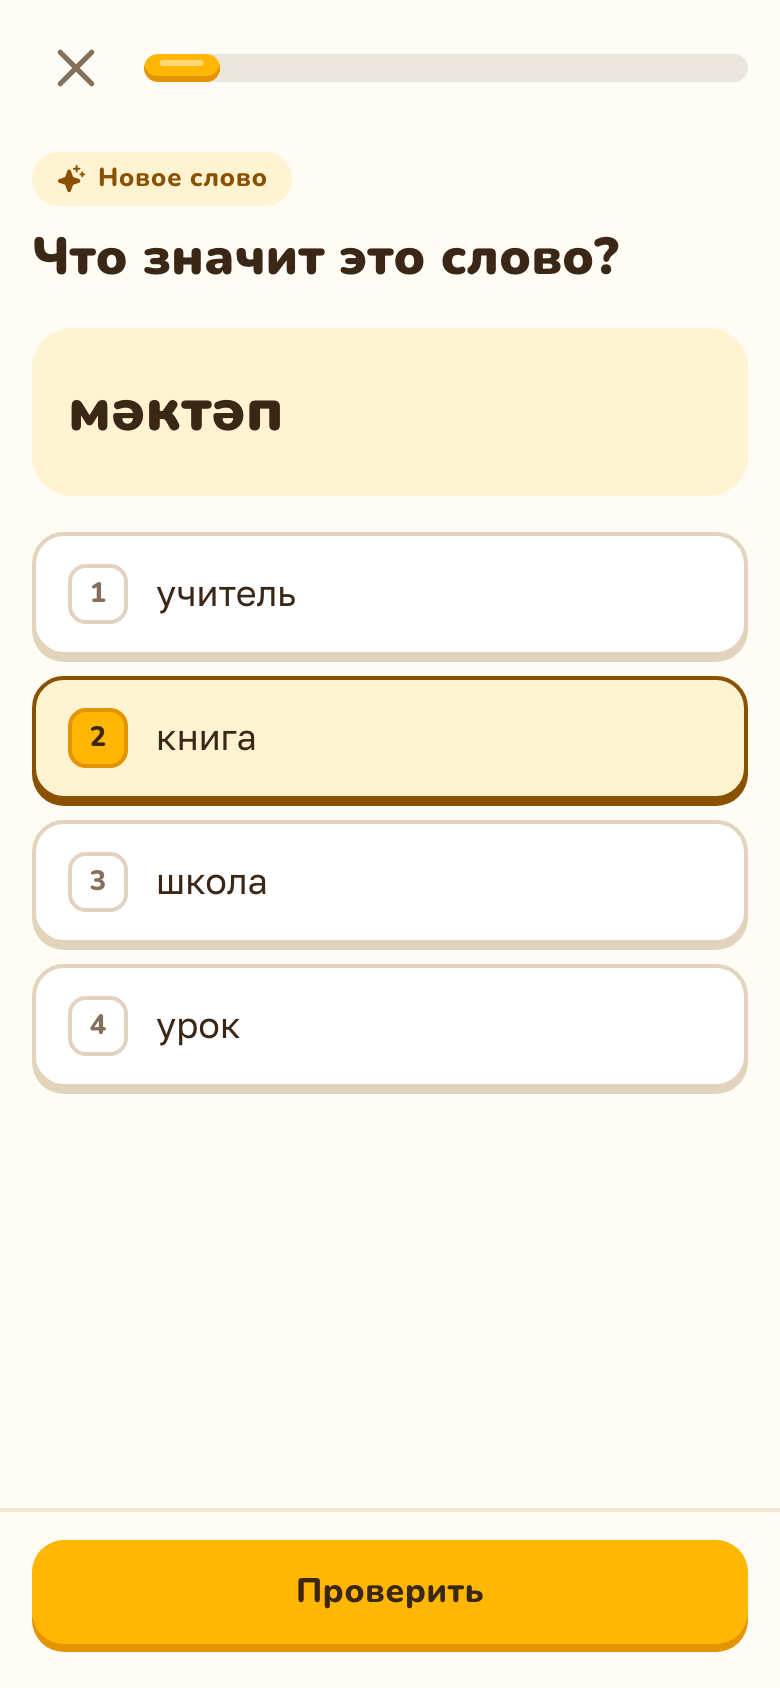 Новое слово
Что значит это слово?
мәктәп
1 учитель
2 книга
3 школа
4 урок
Проверить